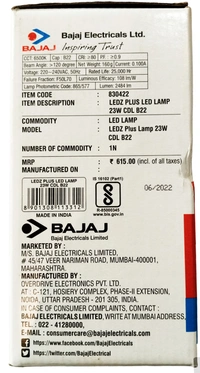 BAJAJ
Bajaj Electricals Ltd.
Inspiring Trust
CCT: 6500K Cap: B22 CRI: >80 PF: ≥0.9
Beam Angle: >120 degree Net Weight: 160g Current: 0.100A
Voltage: 220 -240VAC, 50Hz Rated Life: 25,000 Hr
Burnout Fraction: F50L70 Luminous Efficacy: 108 lm/W
Lamp Photometric Code: 865/577 Lumen: 2484 lm
ITEM CODE : 830422
ITEM DESCRIPTION : LEDZ PLUS LED LAMP
23W CDL B22
COMMODITY : LED LAMP
MODEL : LEDZ Plus Lamp 23W
CDL B22
NUMBER OF COMMODITY : 1N
MRP : ₹ 615.00 (incl. of all taxes)
MANUFACTURED ON :
LEDZ PLUS LED LAMP
23W CDL B22
8901308113312
MADE IN INDIA
IS 16102 (Part1)
www.bis.gov.in
06/2022
BAJAJ
Bajaj Electricals Limited
MARKETED BY :
M/S. BAJAJ ELECTRICALS LIMITED.
# 45/47 VEER NARIMAN ROAD, MUMBAI-400001,
MAHARASHTRA.
MANUFACTURED BY :
OVERDRIVE ELECTRONICS PVT. LTD.
AT : C-121, HOSIERY COMPLEX, PHASE-II EXTENSION,
NOIDA, UTTAR PRADESH - 201 305, INDIA.
IN CASE OF CONSUMER COMPLAINTS, CONTACT :
BAJAJ ELECTRICALS LIMITED, WRITE AT MUMBAI ADDRESS,
TEL. : 022 - 41280000,
E-mail : consumercare@bajajelectricals.com
https://www.facebook.com/BajajElectricals
https://twitter.com/BajajElectrical